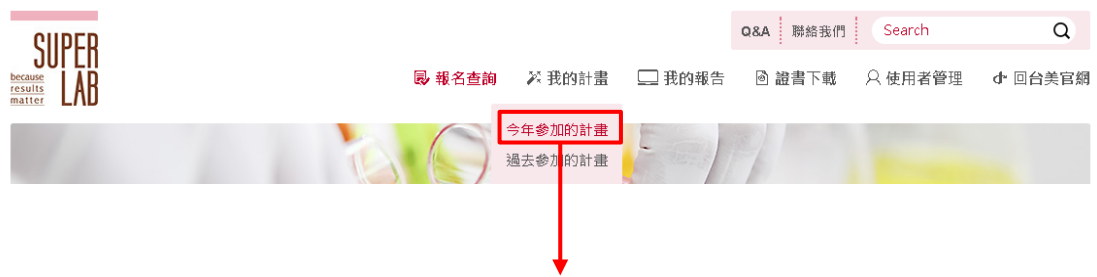 SUPER
LAB
because
results
matter
Q&A 聯絡我們 Search
報名查詢 我的計畫 我的報告 證書下載 使用者管理 回台美官網
今年參加的計畫
過去參加的計畫